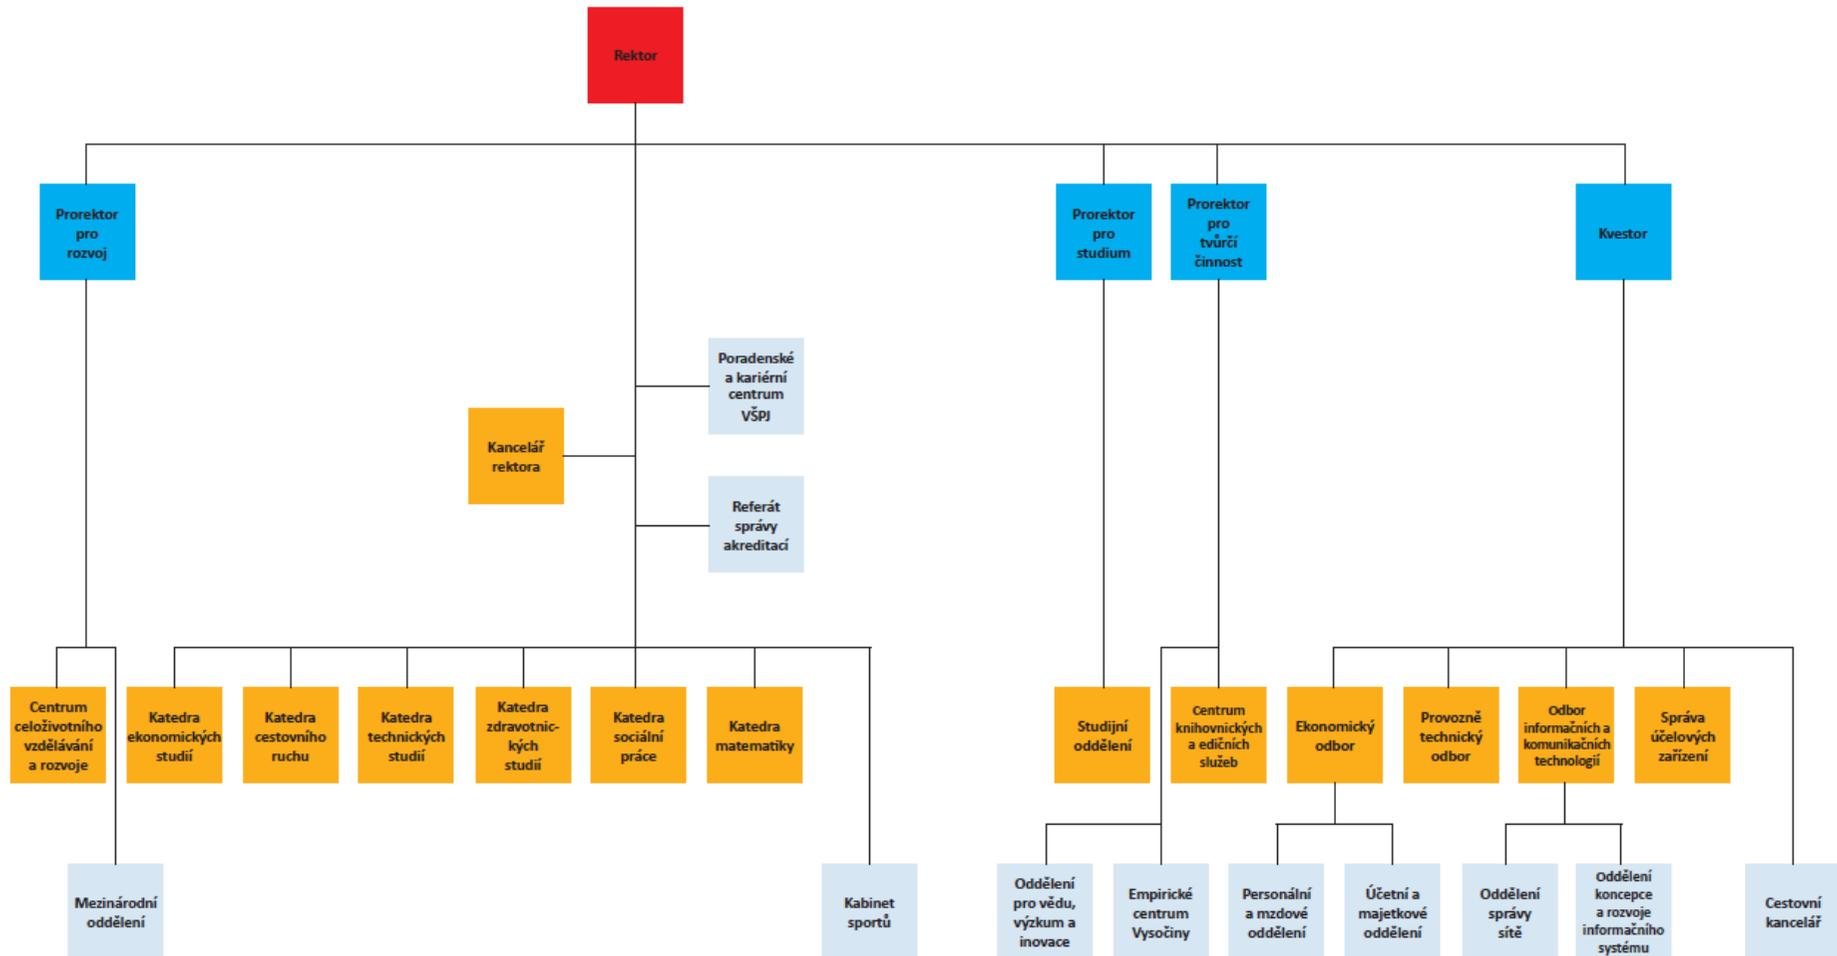 Rektor
Prorektor
pro
rozvoj
Prorektor
pro
studium
Prorektor
pro
tvůrčí
činnost
Kvestor
Poradenské
a kariérní
centrum
VŠPJ
Kancelář
rektora
Referát
správy
akreditací
Centrum
celoživotního
vzdělávání
a rozvoje
Katedra
ekonomických
studií
Katedra
cestovního
ruchu
Katedra
technických
studií
Katedra
zdravotnic-
kých
studií
Katedra
sociální
práce
Katedra
matematiky
Studijní
oddělení
Centrum
knihovnických
a edičních
služeb
Ekonomický
odbor
Provozně
technický
odbor
Odbor
informačních a
komunikačních
technologií
Správa
účelových
zařízení
Mezinárodní
oddělení
Kabinet
sportů
Oddělení
pro vědu,
výzkum a
inovace
Empirické
centrum
Vysočiny
Personální
a mzdové
oddělení
Účetní a
majetkové
oddělení
Oddělení
správy
sítě
Oddělení
koncepce
a rozvoje
informačního
systému
Cestovní
kancelář